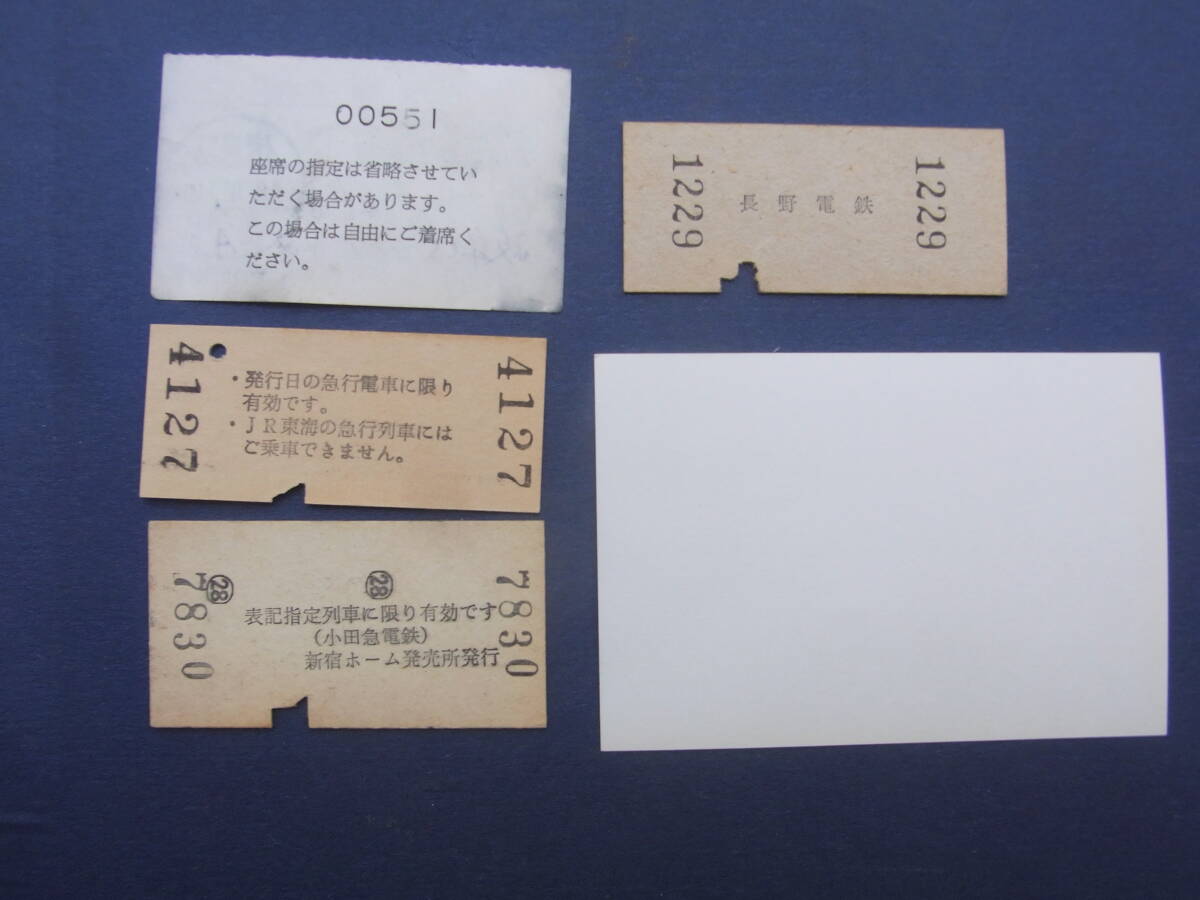 00551
座席の指定は省略させてい
ただく場合があります。
この場合は自由にご着席く
ださい。
1229
長野電鉄
1229
4127
・発行日の急行電車に限り
有効です。
・JR東海の急行列車には
ご乗車できません。
4127
7830
28
28
表記指定列車に限り有効です
(小田急電鉄)
新宿ホーム発売所発行
7830